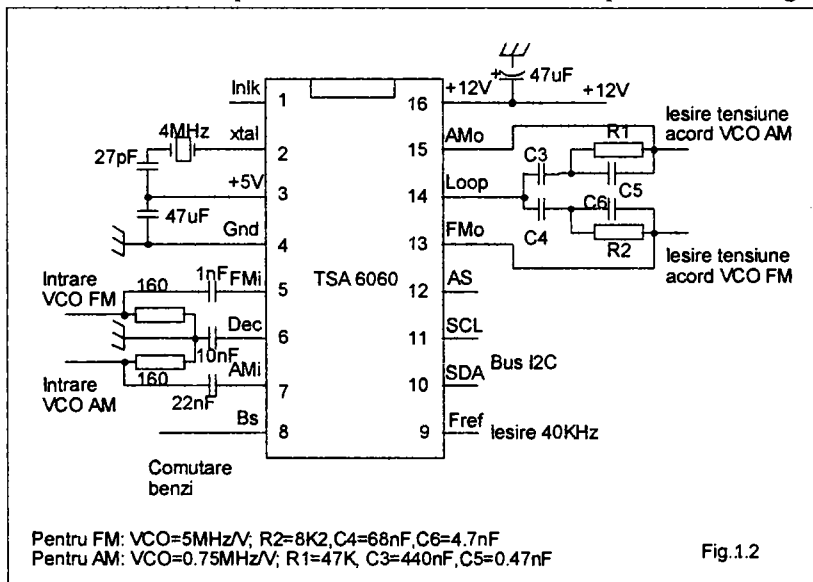 +12V
47uF
+12V
Inlk
1
16
Iesire tensiune
acord VCO AM
4MHz
xtal
2
15
AMo
R1
27pF
C3
+5V
3
14
Loop
C5
47uF
C6
Gnd
4
13
FMo
C4
R2
Intrare
VCO FM
160
1nF
FMi
5
TSA 6060
12
AS
Iesire tensiune
acord VCO FM
Dec
6
11
SCL
10nF
Bus I2C
Intrare
VCO AM
160
AMi
22nF
7
10
SDA
Bs
8
9
Fref
Iesire 40KHz
Comutare
benzi
Pentru FM: VCO=5MHz/V; R2=8K2,C4=68nF,C6=4.7nF
Pentru AM: VCO=0.75MHz/V; R1=47K, C3=440nF,C5=0.47nF
Fig.1.2